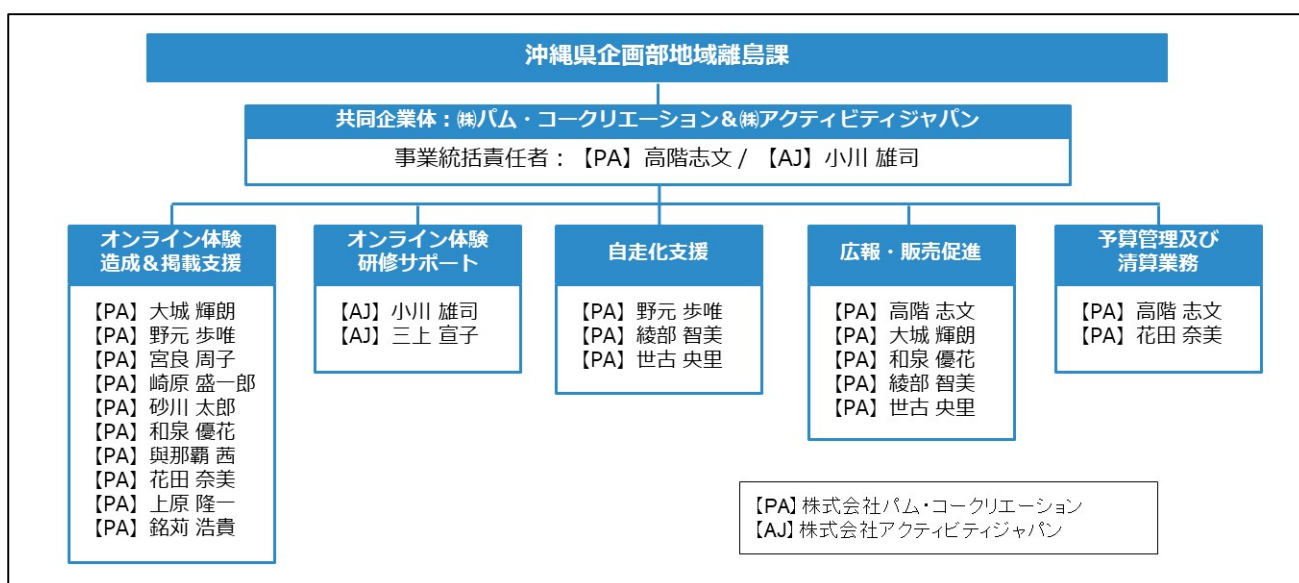 沖縄県企画部地域離島課
共同企業体：㈱パム・コークリエーション＆㈱アクティビティジャパン
事業統括責任者：【PA】高階志文 / 【AJ】小川 雄司
オンライン体験
造成＆掲載支援
【PA】大城 輝朗
【PA】野元 歩唯
【PA】宮良 周子
【PA】崎原 盛一郎
【PA】砂川 太郎
【PA】和泉 優花
【PA】與那覇 茜
【PA】花田 奈美
【PA】上原 隆一
【PA】銘苅 浩貴
オンライン体験
研修サポート
【AJ】小川 雄司
【AJ】三上 宣子
自走化支援
【PA】野元 歩唯
【PA】綾部 智美
【PA】世古 央里
広報・販売促進
【PA】高階 志文
【PA】大城 輝朗
【PA】和泉 優花
【PA】綾部 智美
【PA】世古 央里
予算管理及び
清算業務
【PA】高階 志文
【PA】花田 奈美
【PA】株式会社パム・コークリエーション
【AJ】株式会社アクティビティジャパン